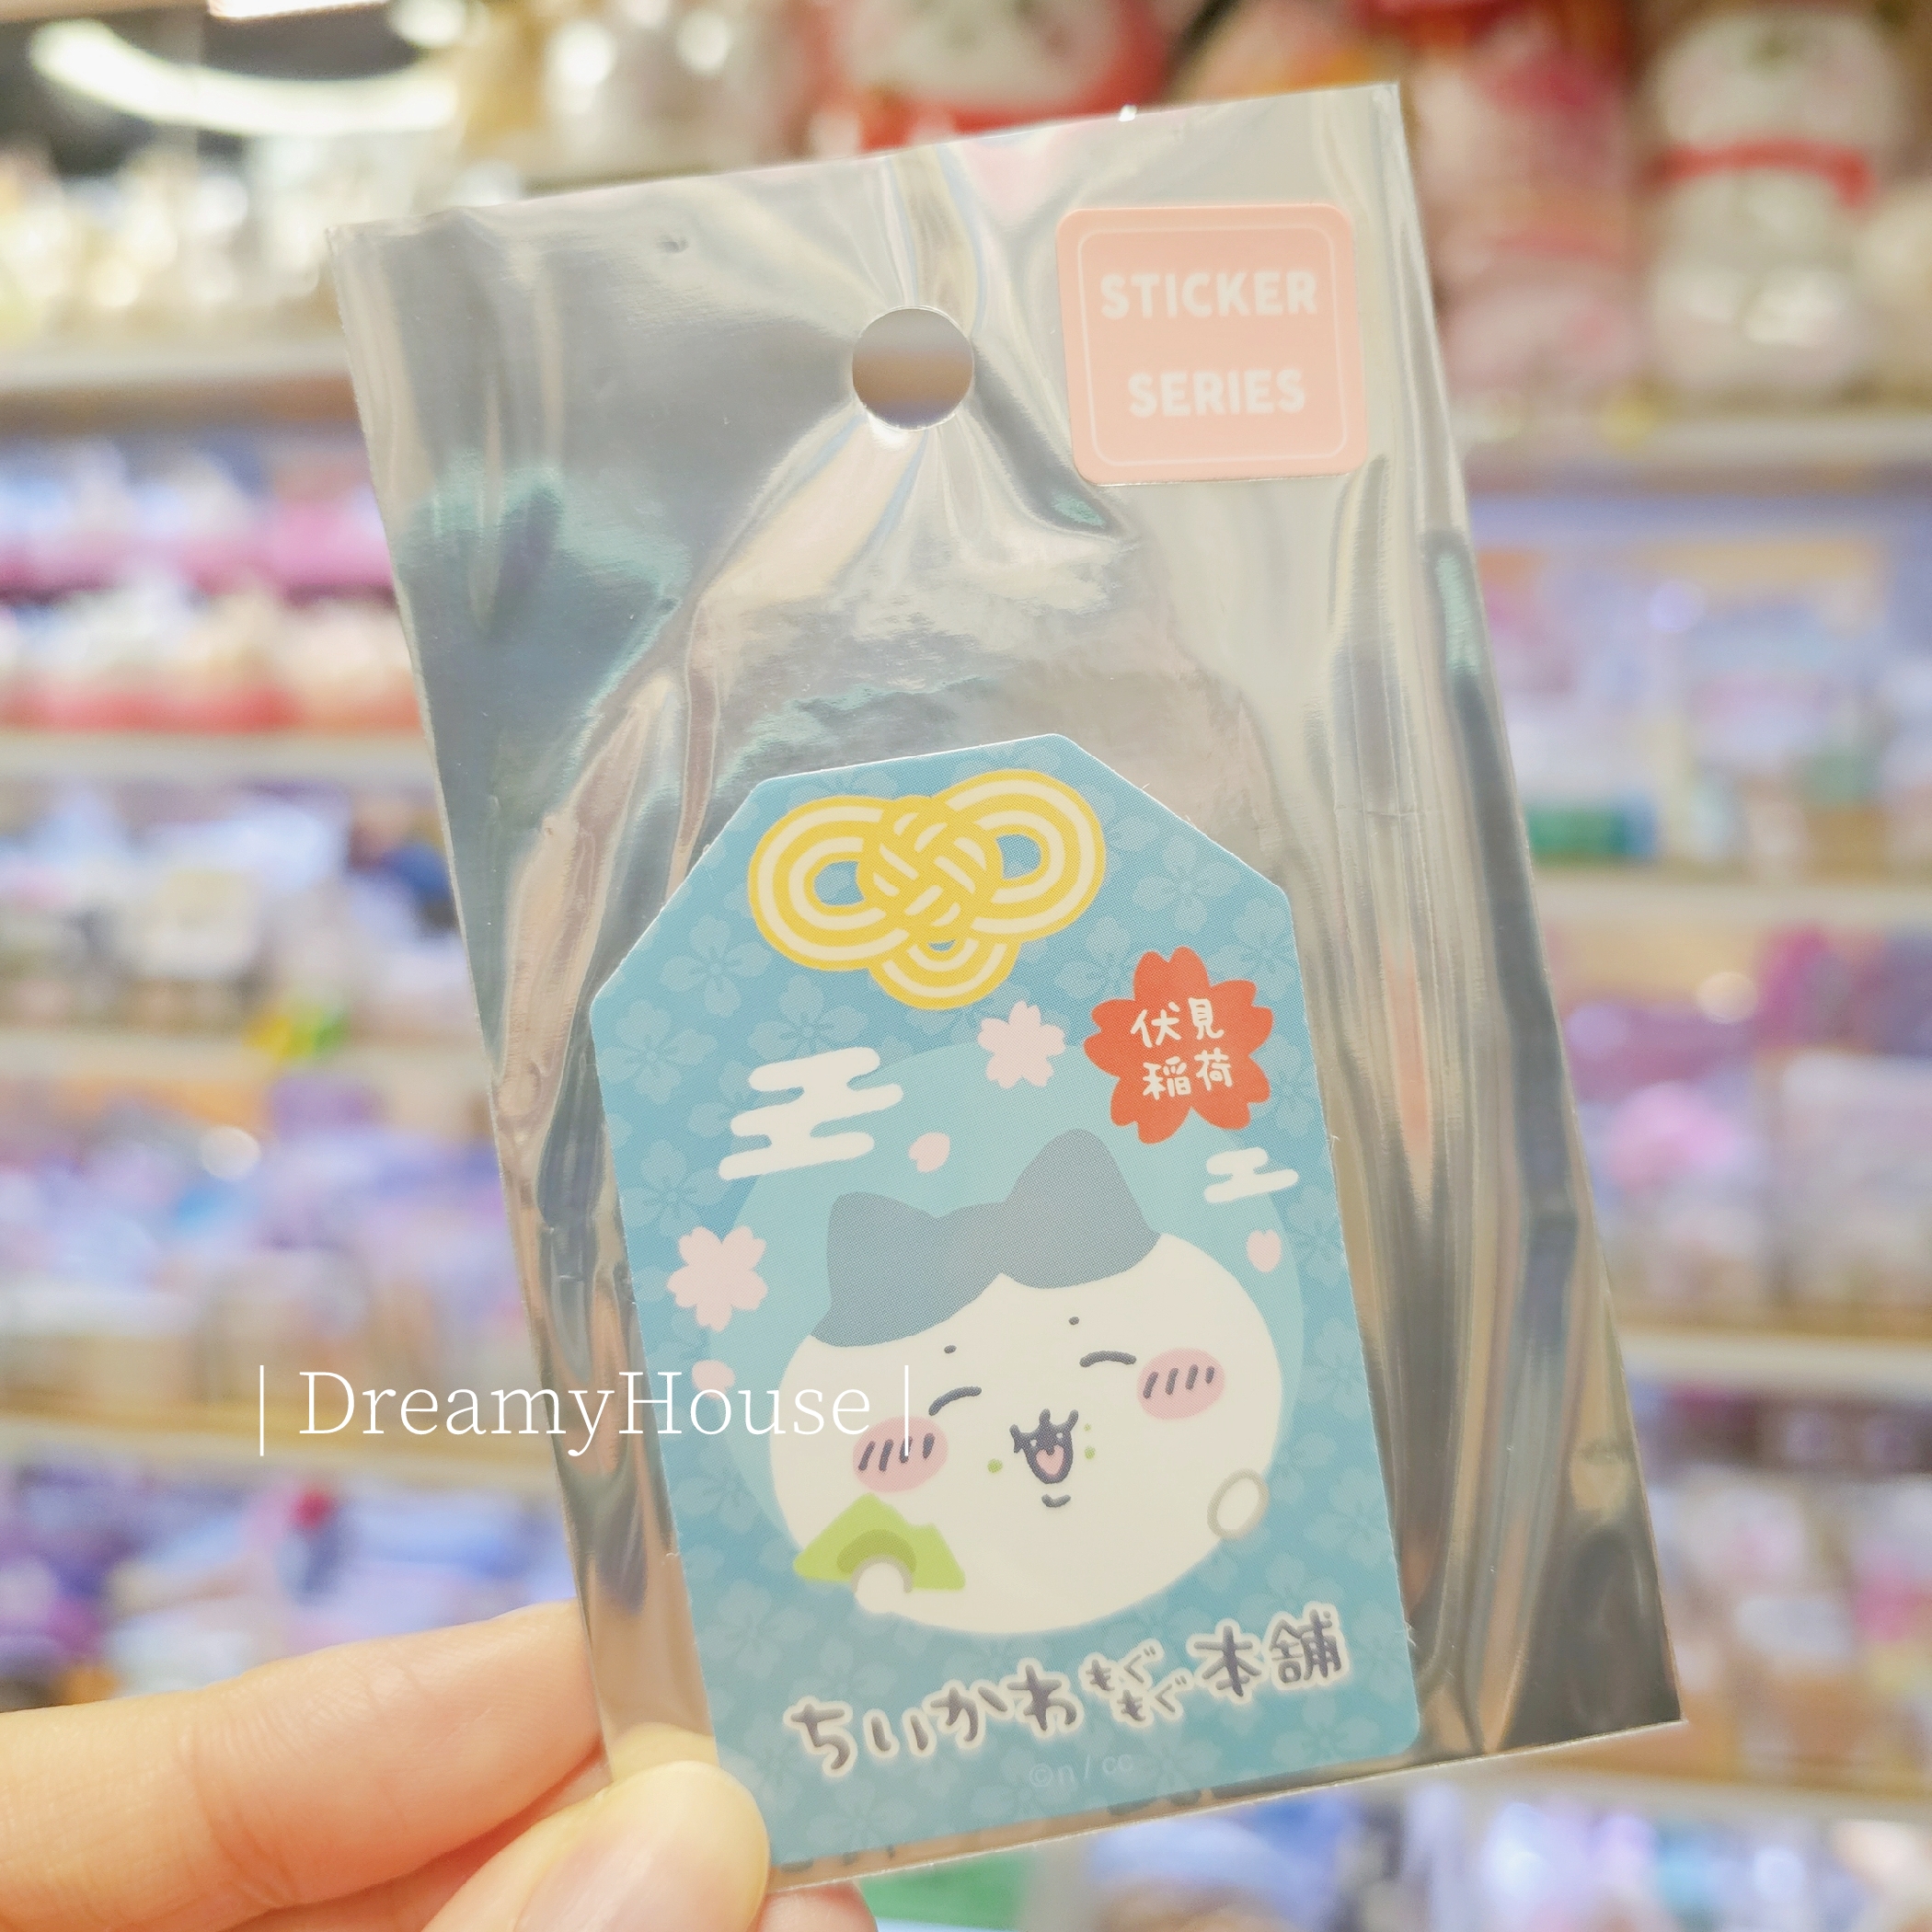 STICKER
SERIES
伏見
稲荷
| DreamyHouse |
ちいかわもぐもぐ本舗
©n / cc